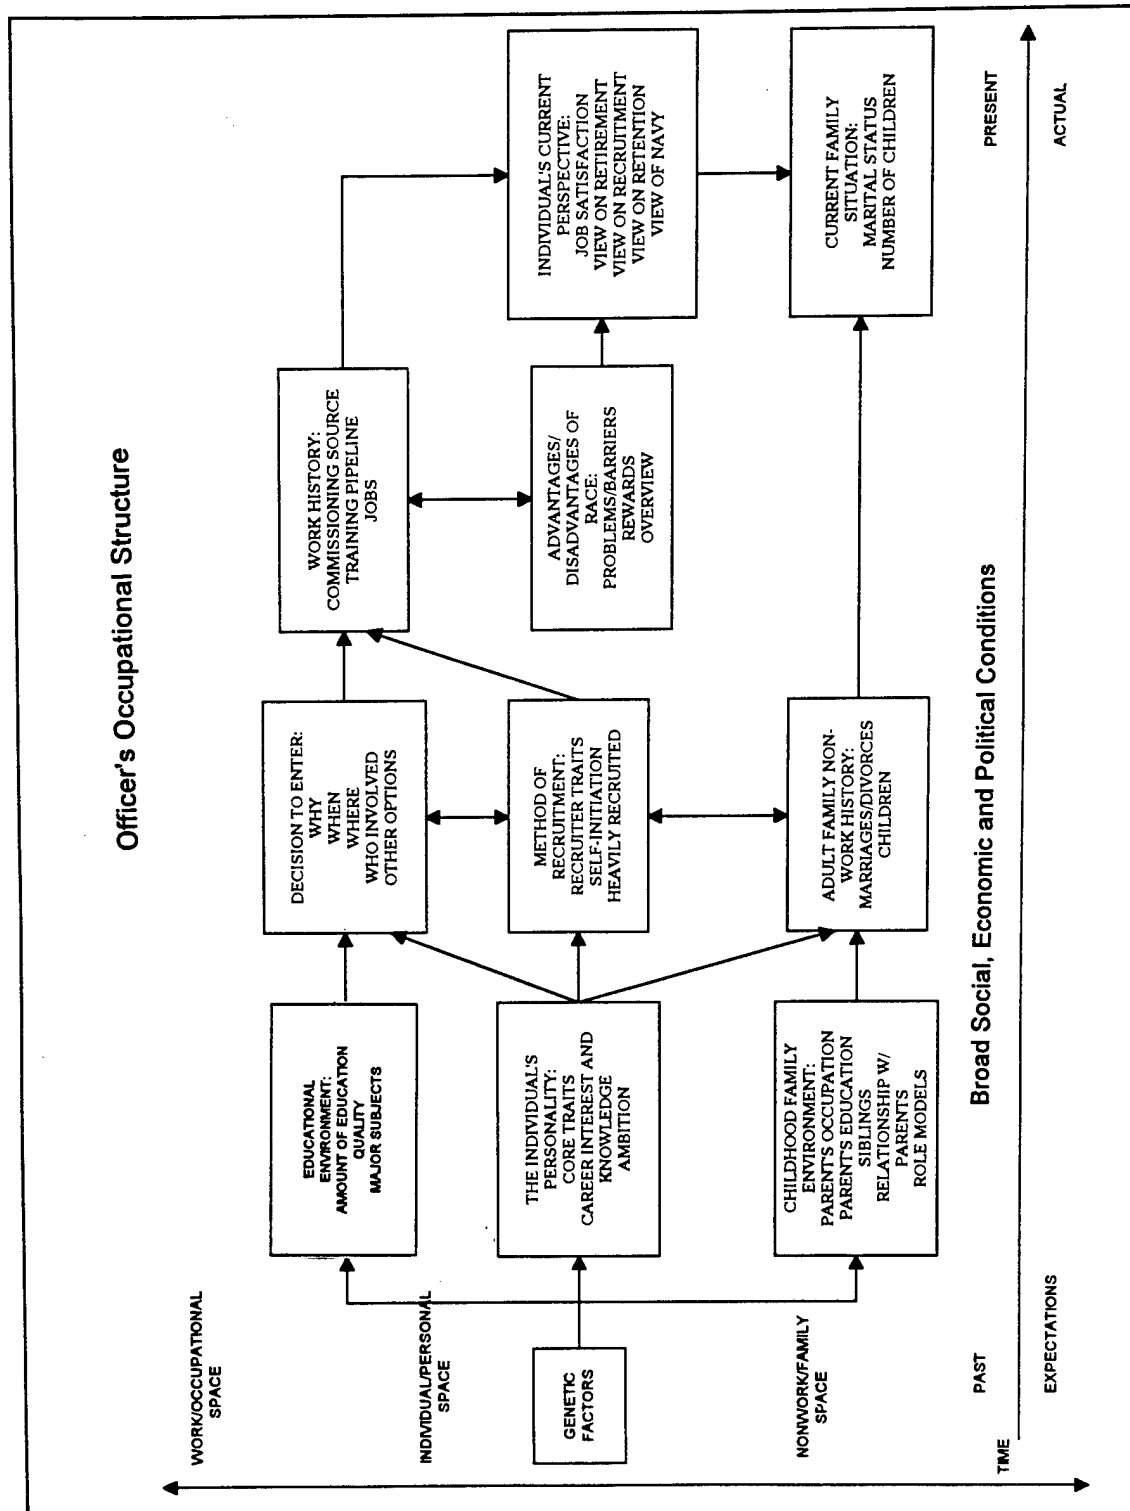 Officer's Occupational Structure
WORK/OCCUPATIONAL
SPACE
INDIVIDUAL/PERSONAL
SPACE
NONWORK/FAMILY
SPACE
GENETIC
FACTORS
EDUCATIONAL
ENVIRONMENT:
AMOUNT OF EDUCATION
QUALITY
MAJOR SUBJECTS
THE INDIVIDUAL'S
PERSONALITY:
CORE TRAITS
CAREER INTEREST AND
KNOWLEDGE
AMBITION
CHILDHOOD FAMILY
ENVIRONMENT:
PARENT'S OCCUPATION
PARENT'S EDUCATION
SIBLINGS
RELATIONSHIP W/
PARENTS
ROLE MODELS
DECISION TO ENTER:
WHY
WHEN
WHERE
WHO INVOLVED
OTHER OPTIONS
METHOD OF
RECRUITMENT:
RECRUITER TRAITS
SELF-INITIATION
HEAVILY RECRUITED
ADULT FAMILY NON-
WORK HISTORY:
MARRIAGES/DIVORCES
CHILDREN
WORK HISTORY:
COMMISSIONING SOURCE
TRAINING PIPELINE
JOBS
ADVANTAGES/
DISADVANTAGES OF
RACE:
PROBLEMS/BARRIERS
REWARDS
OVERVIEW
INDIVIDUAL'S CURRENT
PERSPECTIVE:
JOB SATISFACTION
VIEW ON RETIREMENT
VIEW ON RECRUITMENT
VIEW ON RETENTION
VIEW OF NAVY
CURRENT FAMILY
SITUATION:
MARITAL STATUS
NUMBER OF CHILDREN
Broad Social, Economic and Political Conditions
PAST
PRESENT
TIME
EXPECTATIONS
ACTUAL